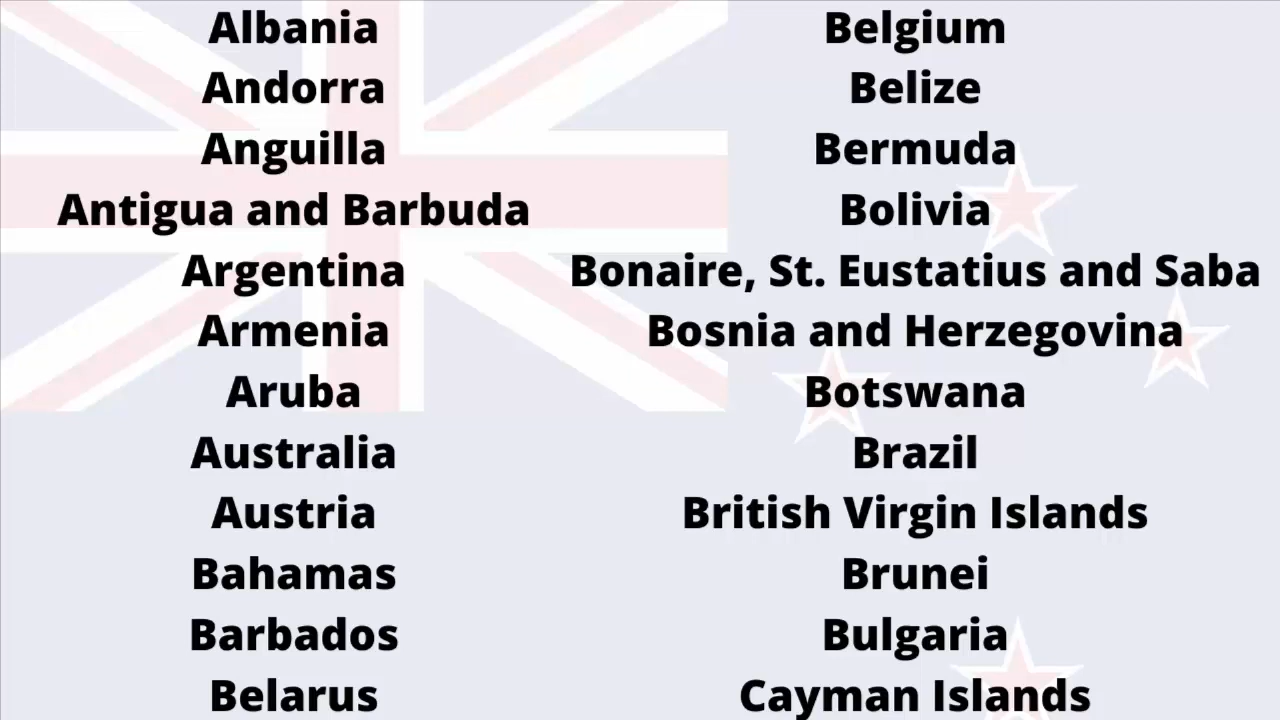 Albania
Andorra
Anguilla
Antigua and Barbuda
Argentina
Armenia
Aruba
Australia
Austria
Bahamas
Barbados
Belarus
Belgium
Belize
Bermuda
Bolivia
Bonaire, St. Eustatius and Saba
Bosnia and Herzegovina
Botswana
Brazil
British Virgin Islands
Brunei
Bulgaria
Cayman Islands